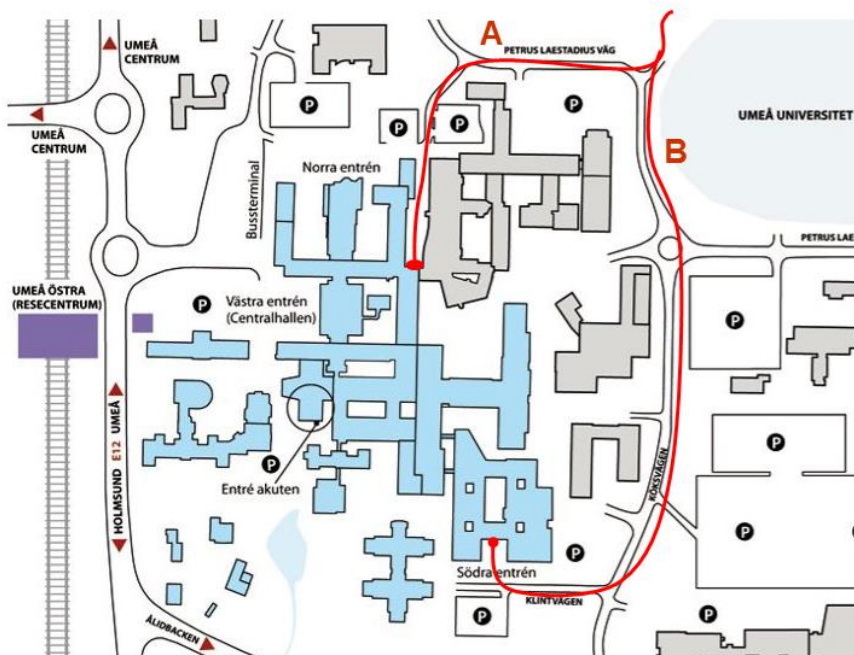 A
PETRUS LAESTADIUS VÄG
UMEÅ
CENTRUM
P
P
P
P
UMEÅ
CENTRUM
UMEÅ UNIVERSITET
B
Norra entrén
Bussterminal
PETRUS LAE
UMEÅ ÖSTRA
(RESECENTRUM)
P
Västra entrén
(Centralhallen)
P
HOLMSUND E12 UMEÅ
P
P
Entré akuten
KÖKSVÄGEN
P
P
Södra entrén
KLINTVÄGEN
P
P
ÅLIDBACKEN